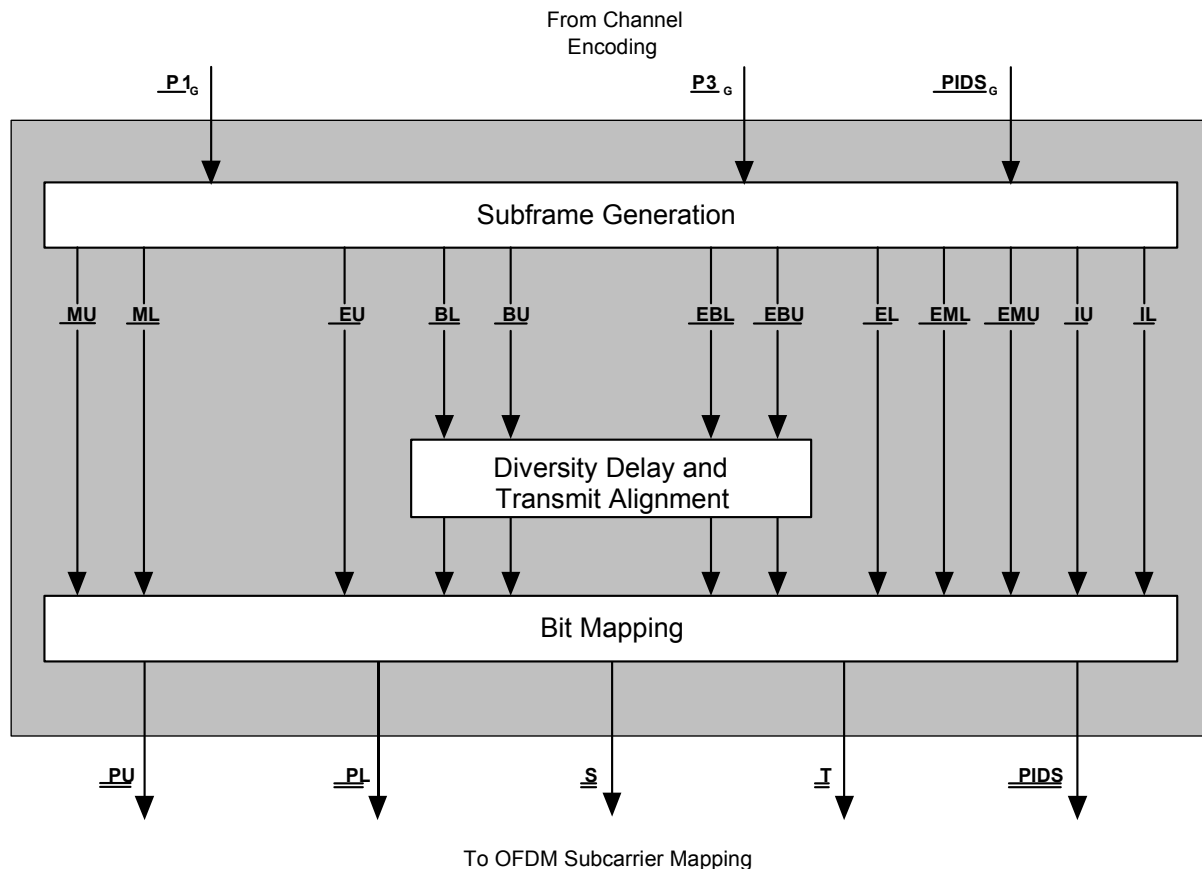 From Channel
Encoding
P1G P3 G PIDSG
Subframe Generation
MU ML EU BL BU EBL EBU EL EML EMU IU IL
Diversity Delay and
Transmit Alignment
Bit Mapping
PU PL S T PIDS
To OFDM Subcarrier Mapping